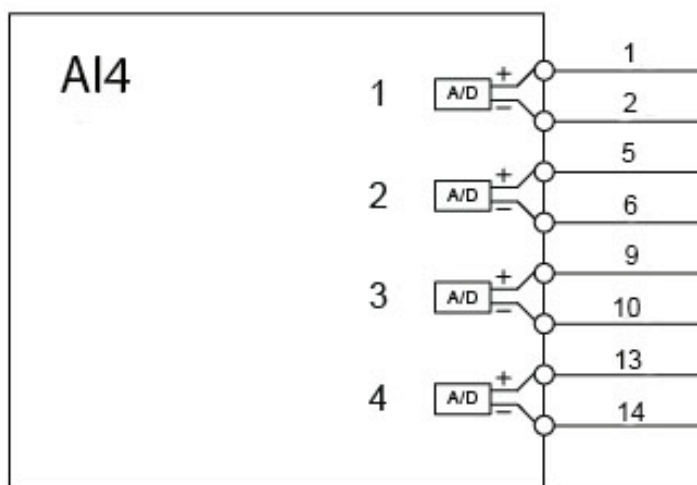 AI4
1 A/D + − 1
2
2 A/D + − 5
6
3 A/D + − 9
10
4 A/D + − 13
14